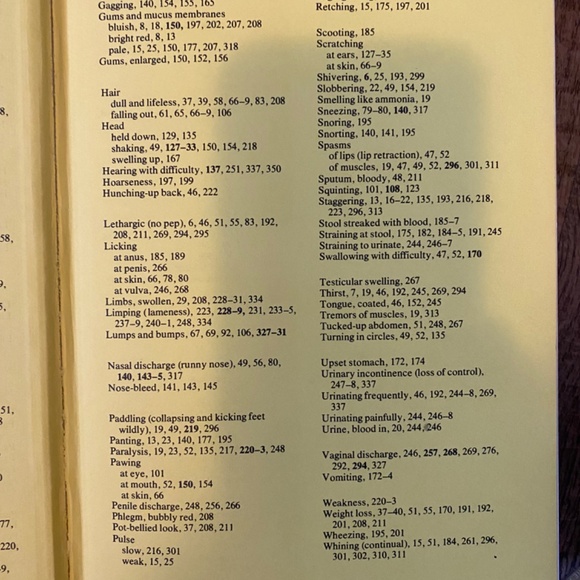 Gagging, 140, 154, 155, 165
Gums and mucus membranes
bluish, 8, 18, 150, 197, 202, 207, 208
bright red, 8, 13
pale, 15, 25, 150, 177, 207, 318
Gums, enlarged, 150, 152, 156
Hair
dull and lifeless, 37, 39, 58, 66–9, 83, 208
falling out, 61, 65, 66–9, 106
Head
held down, 129, 135
shaking, 49, 127–33, 150, 154, 218
swelling up, 167
Hearing with difficulty, 137, 251, 337, 350
Hoarseness, 197, 199
Hunching-up back, 46, 222
Lethargic (no pep), 6, 46, 51, 55, 83, 192,
208, 211, 269, 294, 295
Licking
at anus, 185, 189
at penis, 266
at skin, 66, 78, 80
at vulva, 246, 268
Limbs, swollen, 29, 208, 228–31, 334
Limping (lameness), 223, 228–9, 231, 233–5,
237–9, 240–1, 248, 334
Lumps and bumps, 67, 69, 92, 106, 327–31
Nasal discharge (runny nose), 49, 56, 80,
140, 143–5, 317
Nose-bleed, 141, 143, 145
Paddling (collapsing and kicking feet
wildly), 19, 49, 219, 296
Panting, 13, 23, 140, 177, 195
Paralysis, 19, 23, 52, 135, 217, 220–3, 248
Pawing
at eye, 101
at mouth, 52, 150, 154
at skin, 66
Penile discharge, 248, 256, 266
Phlegm, bubbly red, 208
Pot-bellied look, 37, 208, 211
Pulse
slow, 216, 301
weak, 15, 25
Retching, 15, 175, 197, 201
Scooting, 185
Scratching
at ears, 127–35
at skin, 66–9
Shivering, 6, 25, 193, 299
Slobbering, 22, 49, 154, 219
Smelling like ammonia, 19
Sneezing, 79–80, 140, 317
Snoring, 195
Snorting, 140, 141, 195
Spasms
of lips (lip retraction), 47, 52
of muscles, 19, 47, 49, 52, 296, 301, 311
Sputum, bloody, 48, 211
Squinting, 101, 108, 123
Staggering, 13, 16–22, 135, 193, 216, 218,
223, 296, 313
Stool streaked with blood, 185–7
Straining at stool, 175, 182, 184–5, 191, 245
Straining to urinate, 244, 246–7
Swallowing with difficulty, 47, 52, 170
Testicular swelling, 267
Thirst, 7, 19, 46, 192, 245, 269, 294
Tongue, coated, 46, 152, 245
Tremors of muscles, 19, 313
Tucked-up abdomen, 51, 248, 267
Turning in circles, 49, 52, 135
Upset stomach, 172, 174
Urinary incontinence (loss of control),
247–8, 337
Urinating frequently, 46, 192, 244–8, 269,
337
Urinating painfully, 244, 246–8
Urine, blood in, 20, 244, 246
Vaginal discharge, 246, 257, 268, 269, 276,
292, 294, 327
Vomiting, 172–4
Weakness, 220–3
Weight loss, 37–40, 51, 55, 170, 191, 192,
201, 208, 211
Wheezing, 195, 201
Whining (continual), 15, 51, 184, 261, 296,
301, 302, 310, 311
58,
51,
77,
220,